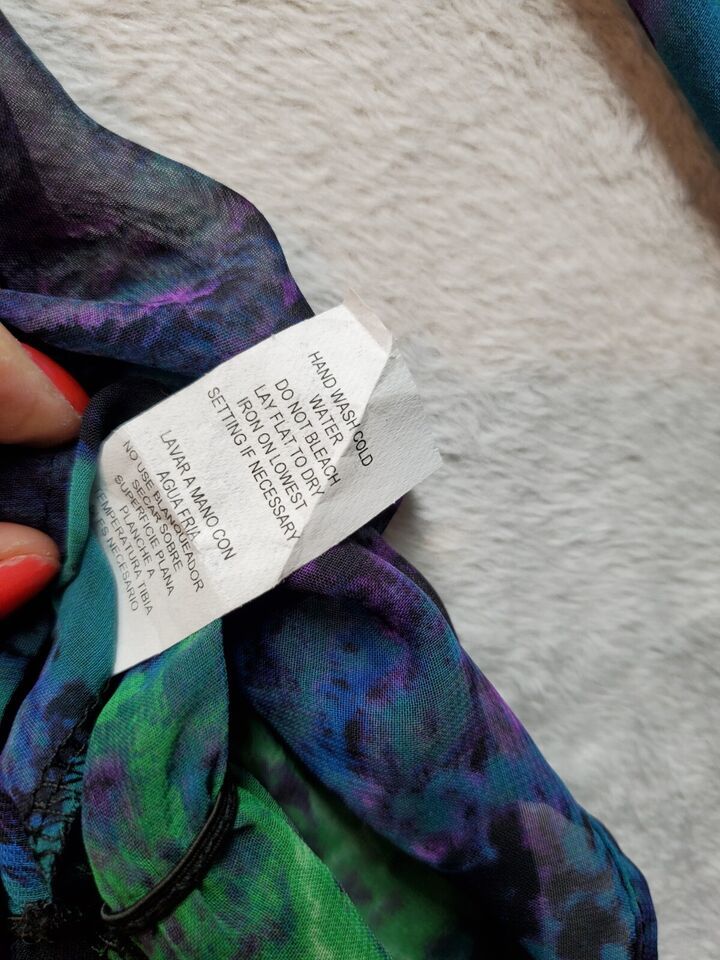 HAND WASH COLD
WATER
DO NOT BLEACH
LAY FLAT TO DRY
IRON ON LOWEST
SETTING IF NECESSARY
LAVAR A MANO CON
AGUA FRIA
NO USE BLANQUEADOR
SECAR SOBRE
SUPERFICIE PLANA
PLANCHE A
TEMPERATURA TIBIA
ES NECESARIO